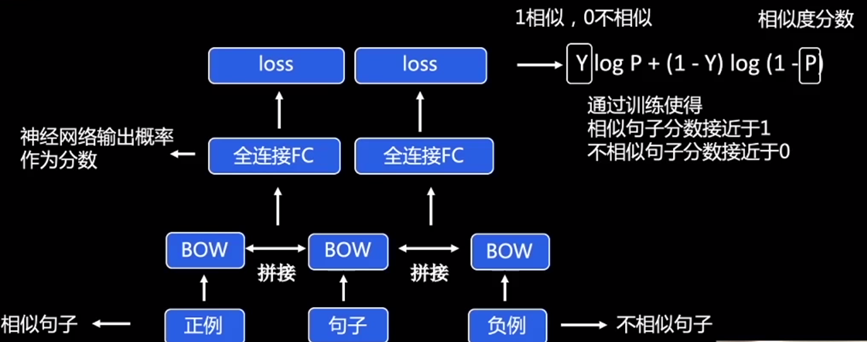 1相似，0不相似
相似度分数
loss
loss
Y log P + (1 - Y) log (1 - P)
通过训练使得
相似句子分数接近于1
不相似句子分数接近于0
神经网络输出概率
作为分数
全连接FC
全连接FC
BOW
BOW
BOW
拼接
拼接
相似句子
正例
句子
负例
不相似句子